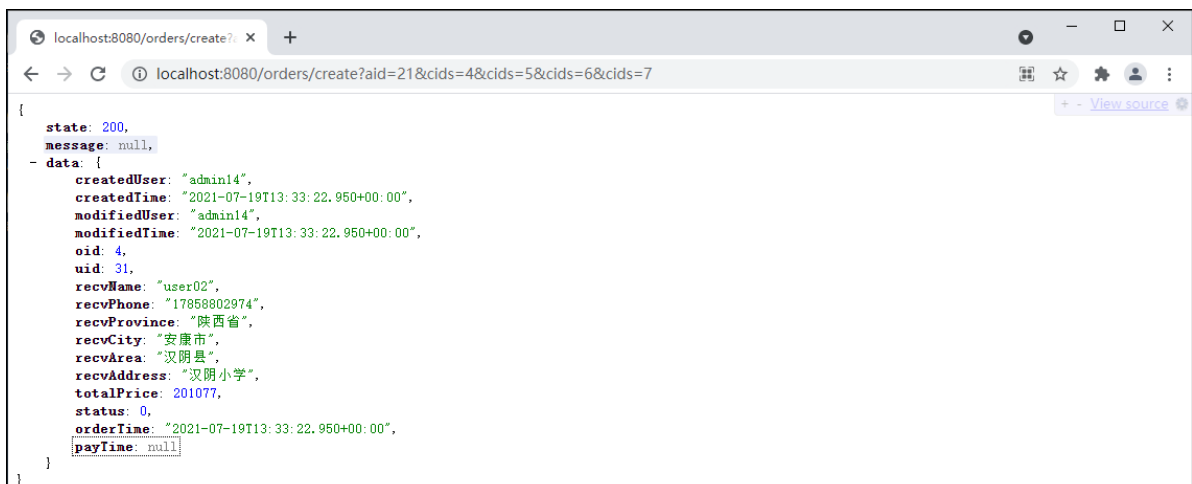 localhost:8080/orders/create?a
localhost:8080/orders/create?aid=21&cids=4&cids=5&cids=6&cids=7
+ - View source
{
state: 200,
message: null,
- data: {
createdUser: "admin14",
createdTime: "2021-07-19T13:33:22.950+00:00",
modifiedUser: "admin14",
modifiedTime: "2021-07-19T13:33:22.950+00:00",
oid: 4,
uid: 31,
recvName: "user02",
recvPhone: "17858802974",
recvProvince: "陕西省",
recvCity: "安康市",
recvArea: "汉阴县",
recvAddress: "汉阴小学",
totalPrice: 201077,
status: 0,
orderTime: "2021-07-19T13:33:22.950+00:00",
payTime: null
}
}